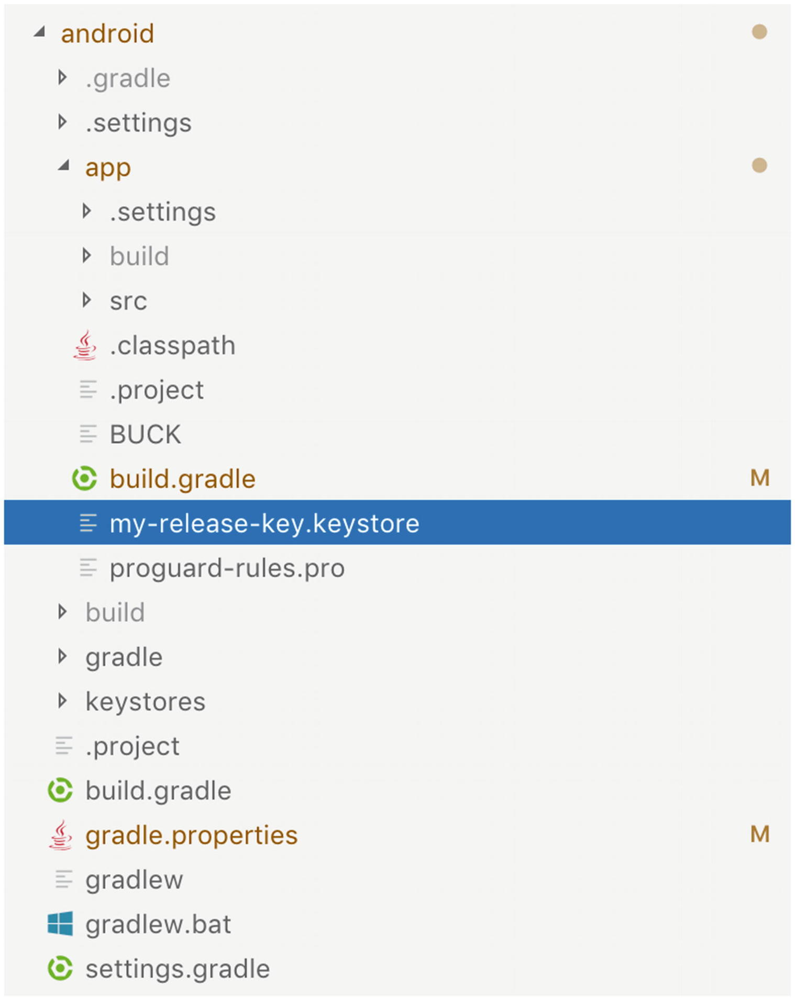 android
.gradle
.settings
app
.settings
build
src
.classpath
.project
BUCK
build.gradle M
my-release-key.keystore
proguard-rules.pro
build
gradle
keystores
.project
build.gradle
gradle.properties M
gradlew
gradlew.bat
settings.gradle